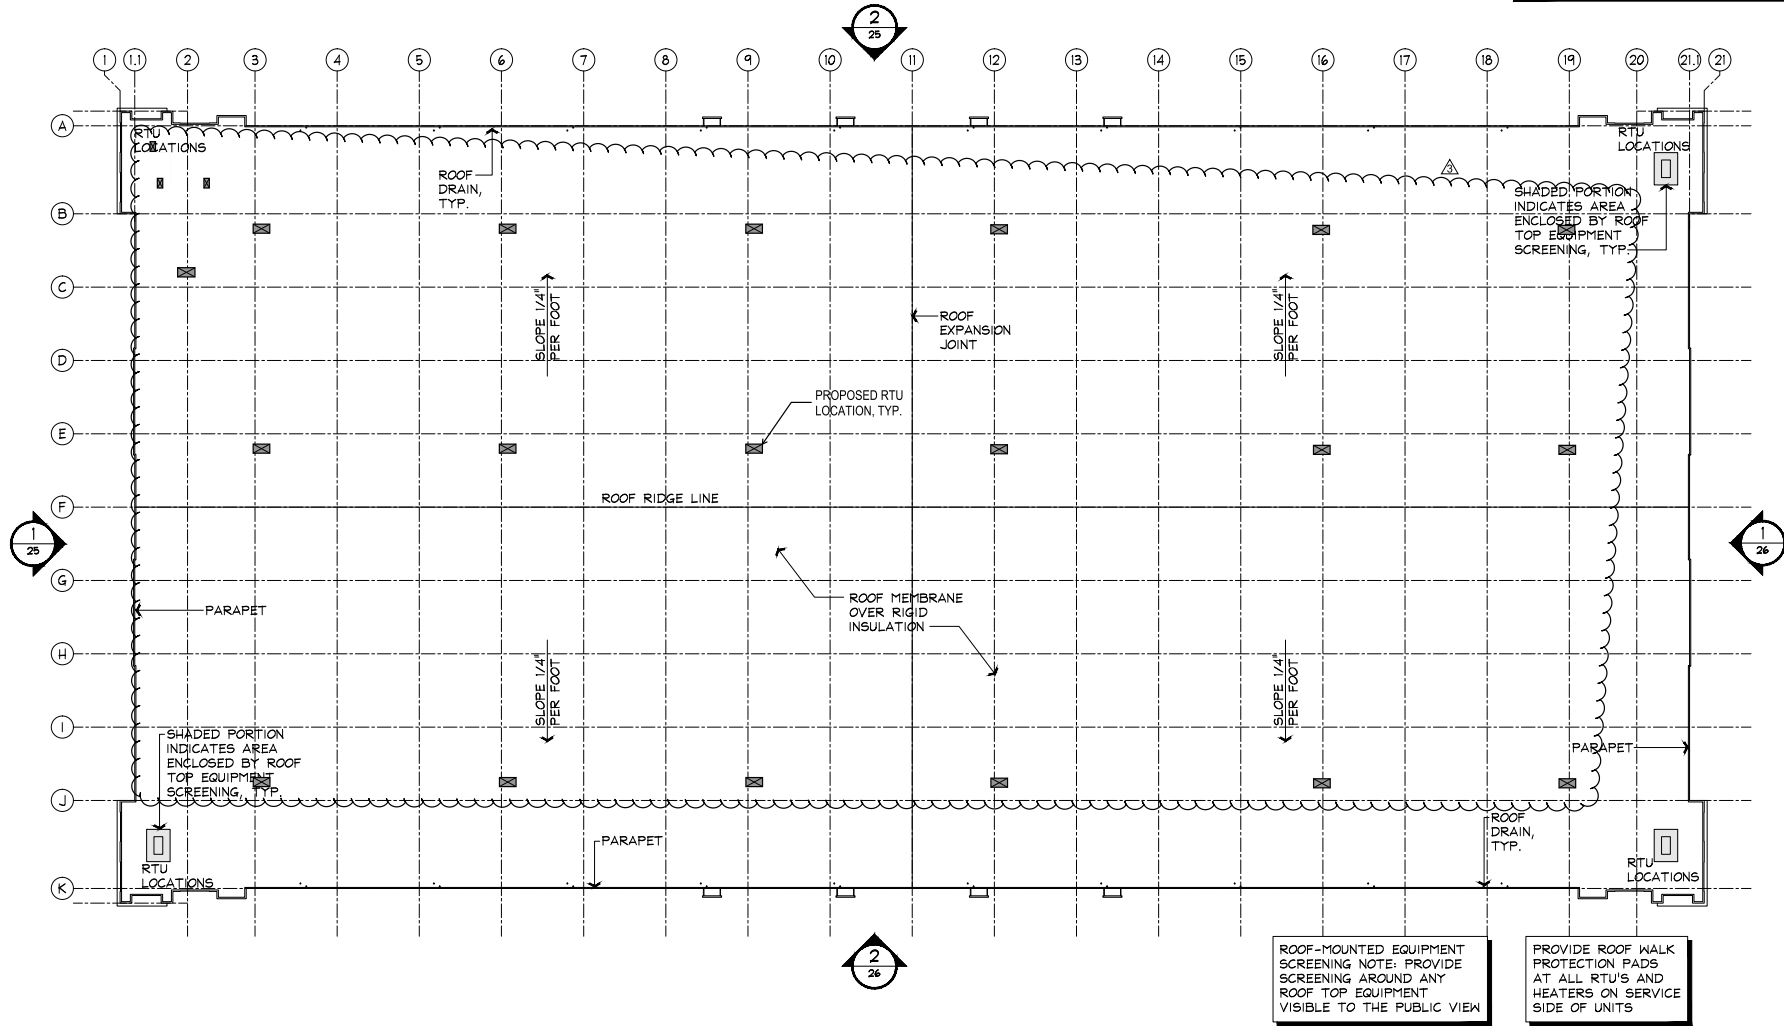 2
25
1
1.1
2
3
4
5
6
7
8
9
10
11
12
13
14
15
16
17
18
19
20
21.1
21
A
RTU
LOCATIONS
RTU
LOCATIONS
3
ROOF
DRAIN,
TYP.
SHADED PORTION
INDICATES AREA
ENCLOSED BY ROOF
TOP EQUIPMENT
SCREENING, TYP.
B
C
SLOPE 1/4"
PER FOOT
ROOF
EXPANSION
JOINT
SLOPE 1/4"
PER FOOT
D
PROPOSED RTU
LOCATION, TYP.
E
ROOF RIDGE LINE
F
1
25
1
26
G
PARAPET
ROOF MEMBRANE
OVER RIGID
INSULATION
H
SLOPE 1/4"
PER FOOT
SLOPE 1/4"
PER FOOT
I
SHADED PORTION
INDICATES AREA
ENCLOSED BY ROOF
TOP EQUIPMENT
SCREENING, TYP.
PARAPET
J
PARAPET
ROOF
DRAIN,
TYP.
RTU
LOCATIONS
RTU
LOCATIONS
K
2
26
ROOF-MOUNTED EQUIPMENT
SCREENING NOTE: PROVIDE
SCREENING AROUND ANY
ROOF TOP EQUIPMENT
VISIBLE TO THE PUBLIC VIEW
PROVIDE ROOF WALK
PROTECTION PADS
AT ALL RTU'S AND
HEATERS ON SERVICE
SIDE OF UNITS